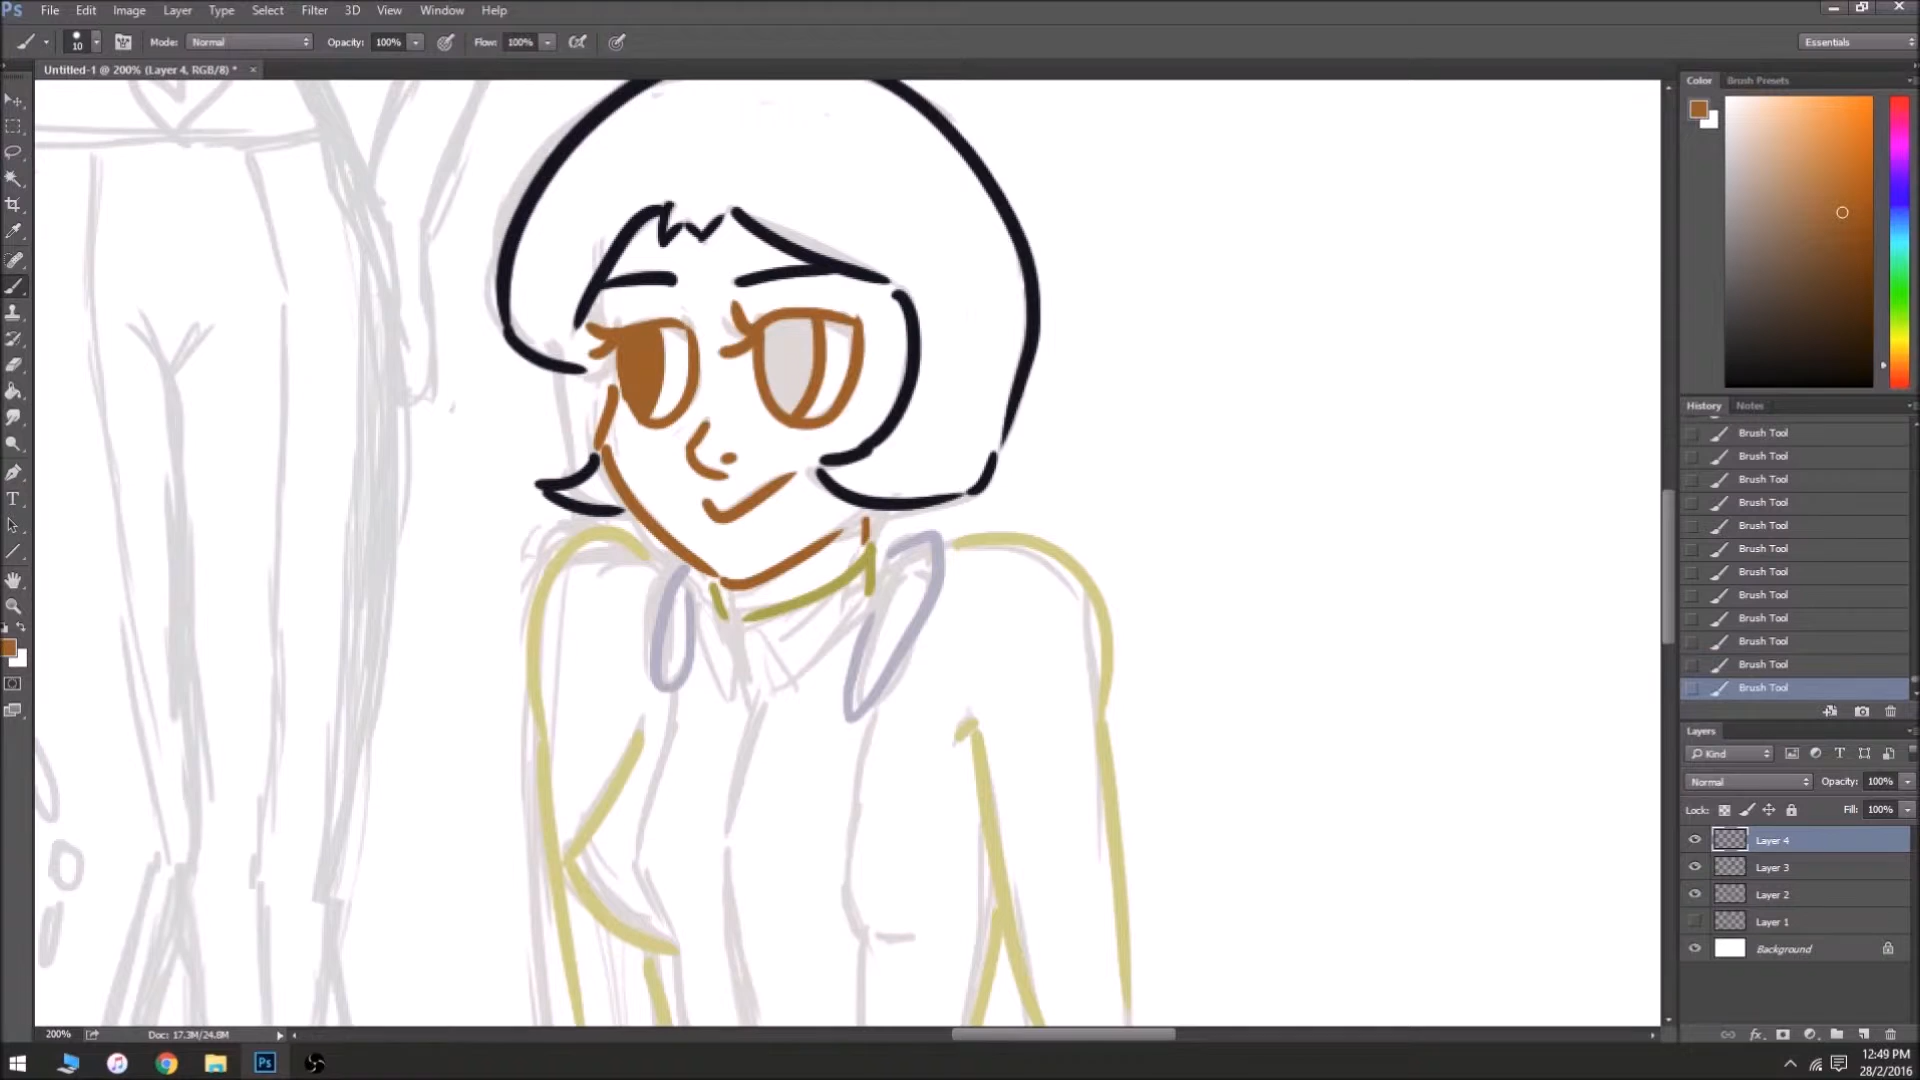 Ps File Edit Image Layer Type Select Filter 3D View Window Help
10 Mode: Normal Opacity: 100% Flow: 100% Essentials
Untitled-1 @ 200% (Layer 4, RGB/8) * ×
Color Brush Presets
History Notes
Brush Tool
Brush Tool
Brush Tool
Brush Tool
Brush Tool
Brush Tool
Brush Tool
Brush Tool
Brush Tool
Brush Tool
Brush Tool
Brush Tool
Layers
Kind
Normal Opacity: 100%
Lock: Fill: 100%
Layer 4
Layer 3
Layer 2
Layer 1
Background
200% Doc: 17.3M/24.8M
Ps 12:49 PM
28/2/2016